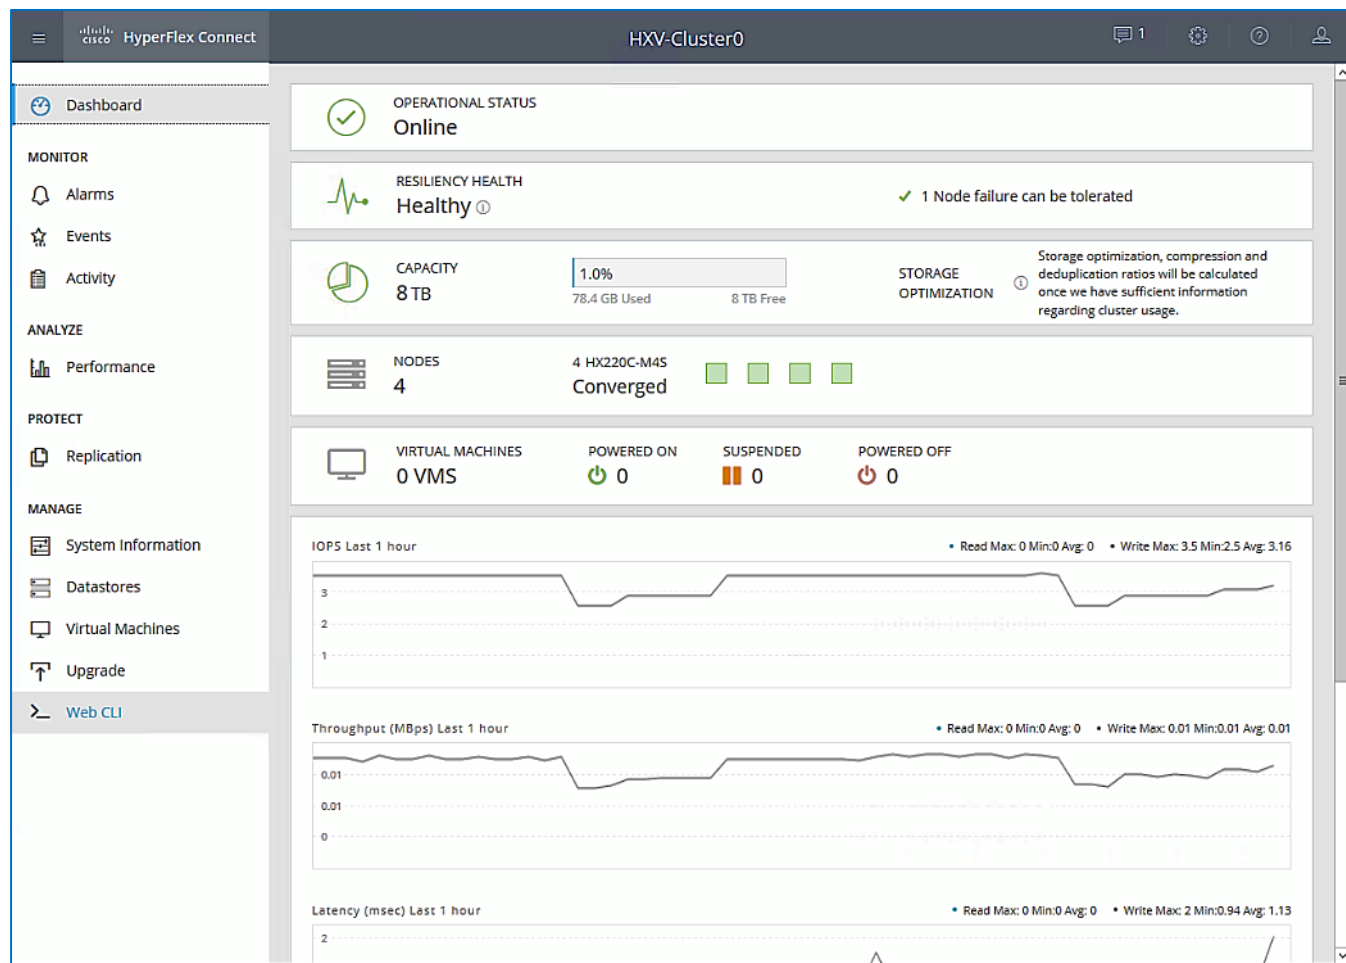 cisco HyperFlex Connect
HXV-Cluster0
1
Dashboard
MONITOR
Alarms
Events
Activity
ANALYZE
Performance
PROTECT
Replication
MANAGE
System Information
Datastores
Virtual Machines
Upgrade
Web CLI
OPERATIONAL STATUS
Online
RESILIENCY HEALTH
Healthy
1 Node failure can be tolerated
CAPACITY
8 TB
1.0%
78.4 GB Used 8 TB Free
STORAGE
OPTIMIZATION
Storage optimization, compression and
deduplication ratios will be calculated
once we have sufficient information
regarding cluster usage.
NODES
4
4 HX220C-M4S
Converged
VIRTUAL MACHINES
0 VMS
POWERED ON
0
SUSPENDED
0
POWERED OFF
0
IOPS Last 1 hour
• Read Max: 0 Min:0 Avg: 0 • Write Max: 3.5 Min:2.5 Avg: 3.16
3
2
1
Throughput (MBps) Last 1 hour
• Read Max: 0 Min:0 Avg: 0 • Write Max: 0.01 Min:0.01 Avg: 0.01
0.01
0.01
0
Latency (msec) Last 1 hour
• Read Max: 0 Min:0 Avg: 0 • Write Max: 2 Min:0.94 Avg: 1.13
2